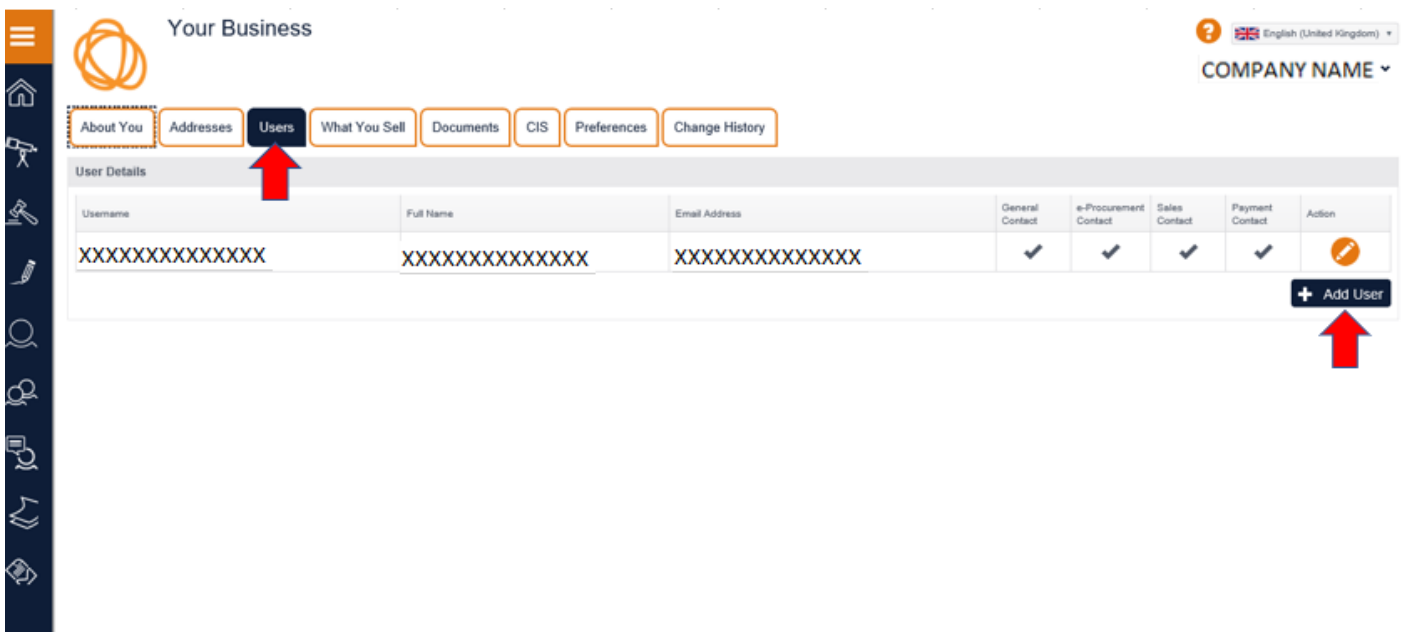 Your Business
? English (United Kingdom)
COMPANY NAME
About You Addresses Users What You Sell Documents CIS Preferences Change History
User Details
Username Full Name Email Address General Contact e-Procurement Contact Sales Contact Payment Contact Action
XXXXXXXXXXXXXX XXXXXXXXXXXXXX XXXXXXXXXXXXXX
+ Add User